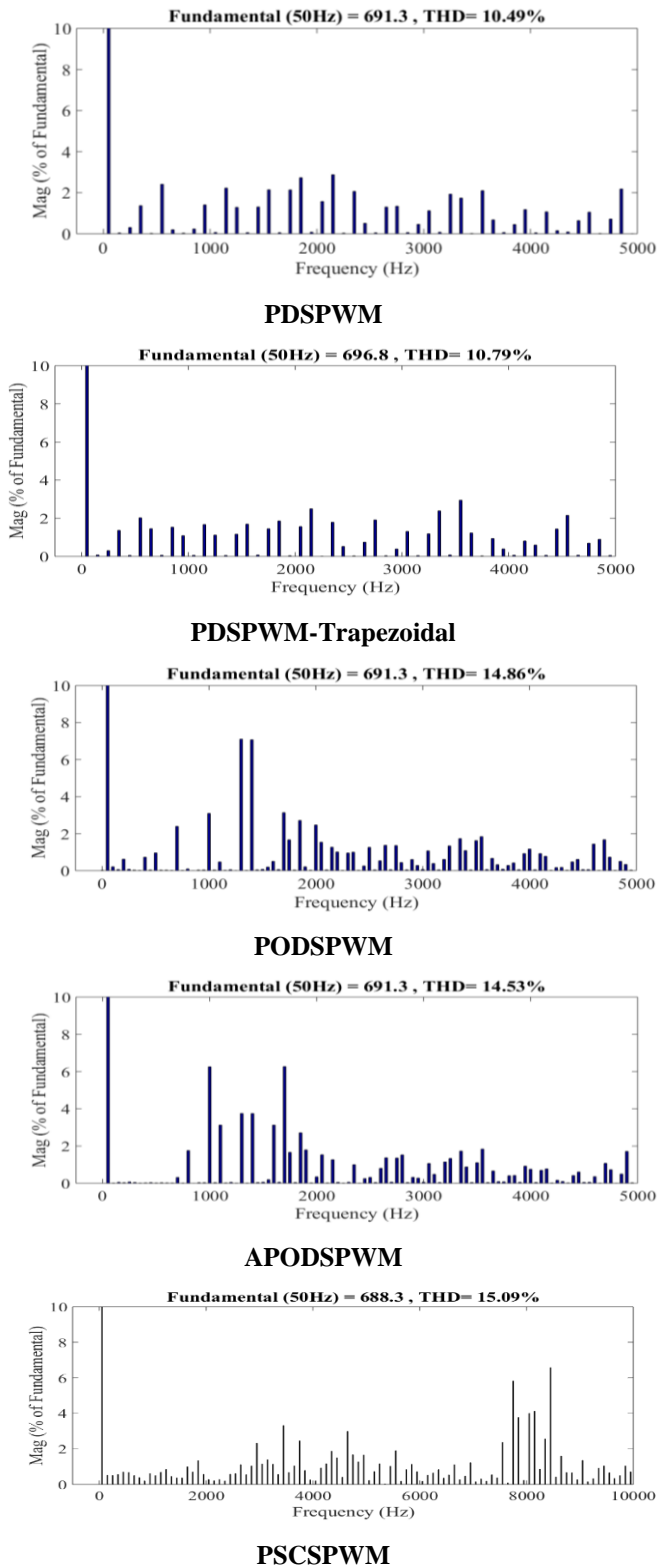 Fundamental (50Hz) = 691.3 , THD= 10.49%
10
8
6
4
2
0
Mag (% of Fundamental)
0 1000 2000 3000 4000 5000
Frequency (Hz)
PDSPWM
Fundamental (50Hz) = 696.8 , THD= 10.79%
10
8
6
4
2
0
Mag (% of Fundamental)
0 1000 2000 3000 4000 5000
Frequency (Hz)
PDSPWM-Trapezoidal
Fundamental (50Hz) = 691.3 , THD= 14.86%
10
8
6
4
2
0
Mag (% of Fundamental)
0 1000 2000 3000 4000 5000
Frequency (Hz)
PODSPWM
Fundamental (50Hz) = 691.3 , THD= 14.53%
10
8
6
4
2
0
Mag (% of Fundamental)
0 1000 2000 3000 4000 5000
Frequency (Hz)
APODSPWM
Fundamental (50Hz) = 688.3 , THD= 15.09%
10
8
6
4
2
0
Mag (% of Fundamental)
0 2000 4000 6000 8000 10000
Frequency (Hz)
PSCSPWM